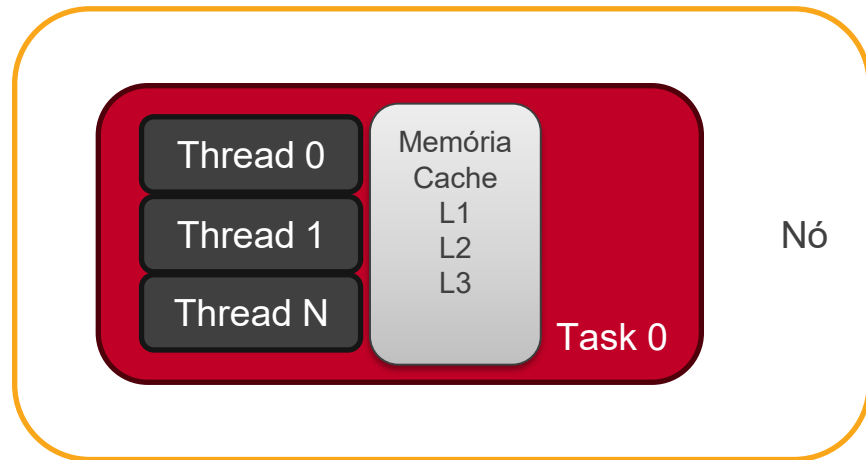 Thread 0
Thread 1
Thread N
Memória
Cache
L1
L2
L3
Task 0
Nó